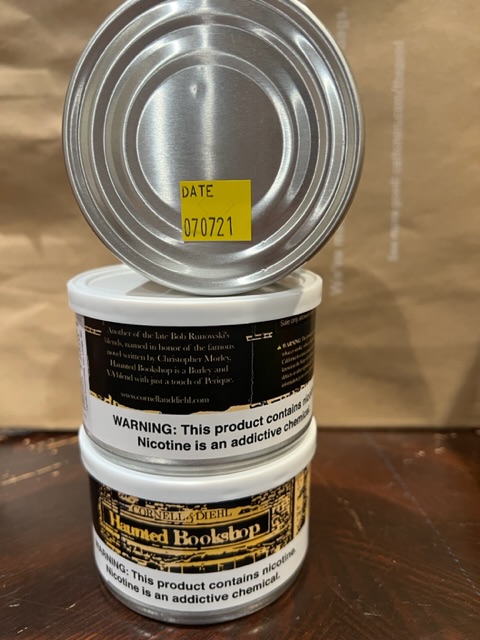 DATE
070721
Another of the late Bob Runowski's
blends, named in honor of the famous
novel written by Christopher Morley,
Haunted Bookshop is a Burley and
VA blend with just a touch of Perique.
www.cornellanddiehl.com
Sale only
WARNING: This product contains
Nicotine is an addictive
CORNELL & DIEHL
Haunted Bookshop
WARNING: This product contains nicotine.
Nicotine is an addictive chemical.